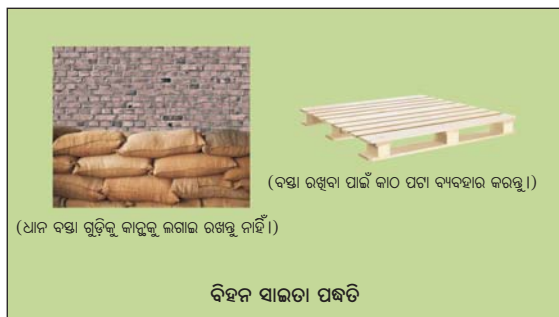 (ବସ୍ତା ରଖିବା ପାଇଁ କାଠ ପଟା ବ୍ୟବହାର କରନ୍ତୁ।)
(ଧାନ ବସ୍ତା ଗୁଡ଼ିକୁ କାନ୍ଥକୁ ଲଗାଇ ରଖନ୍ତୁ ନାହିଁ।)
ବିହନ ସାଇତା ପଦ୍ଧତି